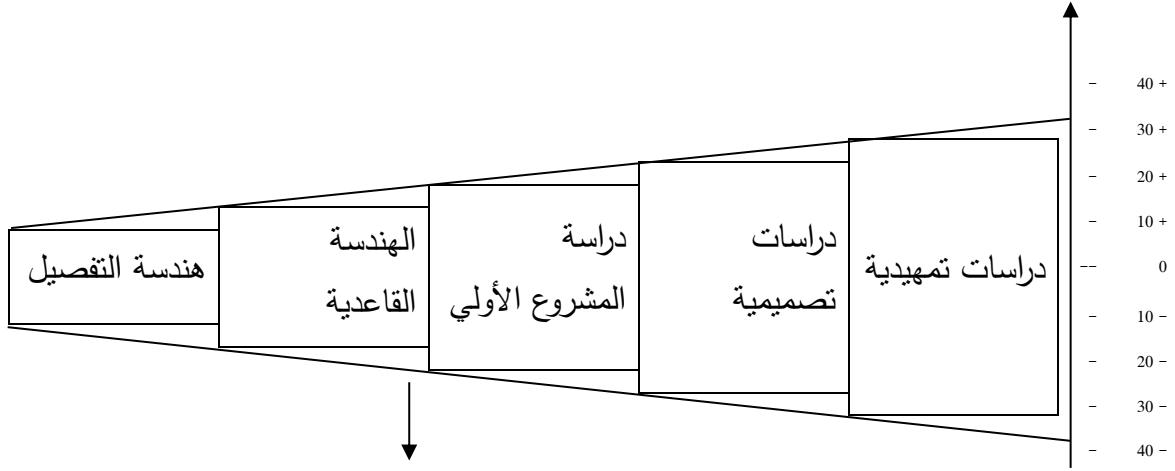 40 +
30 +
20 +
10 +
0
10 −
20 −
30 −
40 −
دراسات تمهيدية
دراسات
تصميمية
دراسة
المشروع الأولي
الهندسة
القاعدية
هندسة التفصيل